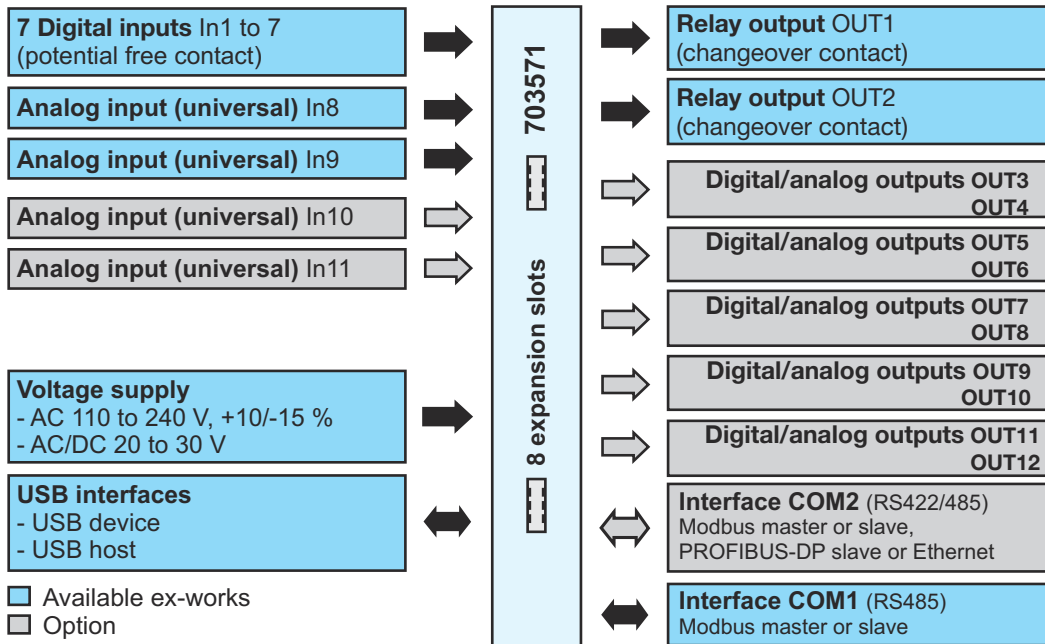 7 Digital inputs In1 to 7
(potential free contact)
Analog input (universal) In8
Analog input (universal) In9
Analog input (universal) In10
Analog input (universal) In11
Voltage supply
- AC 110 to 240 V, +10/-15 %
- AC/DC 20 to 30 V
USB interfaces
- USB device
- USB host
Available ex-works
Option
703571
8 expansion slots
Relay output OUT1
(changeover contact)
Relay output OUT2
(changeover contact)
Digital/analog outputs OUT3
OUT4
Digital/analog outputs OUT5
OUT6
Digital/analog outputs OUT7
OUT8
Digital/analog outputs OUT9
OUT10
Digital/analog outputs OUT11
OUT12
Interface COM2 (RS422/485)
Modbus master or slave,
PROFIBUS-DP slave or Ethernet
Interface COM1 (RS485)
Modbus master or slave